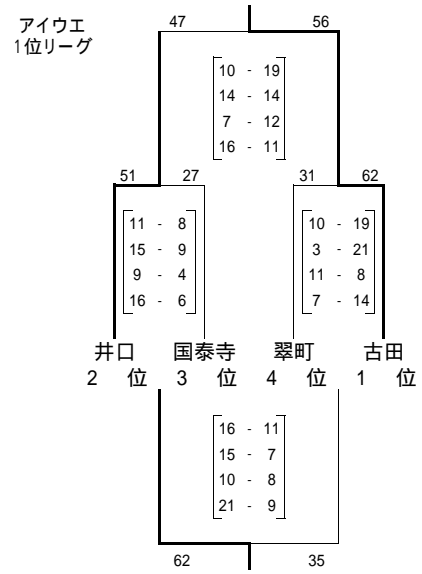 アイウエ
1位リーグ
47 56
10 - 19
14 - 14
7 - 12
16 - 11
51 27 31 62
11 - 8 10 - 19
15 - 9 3 - 21
9 - 4 11 - 8
16 - 6 7 - 14
井口 国泰寺 翠町 古田
2 位 3 位 4 位 1 位
16 - 11
15 - 7
10 - 8
21 - 9
62 35